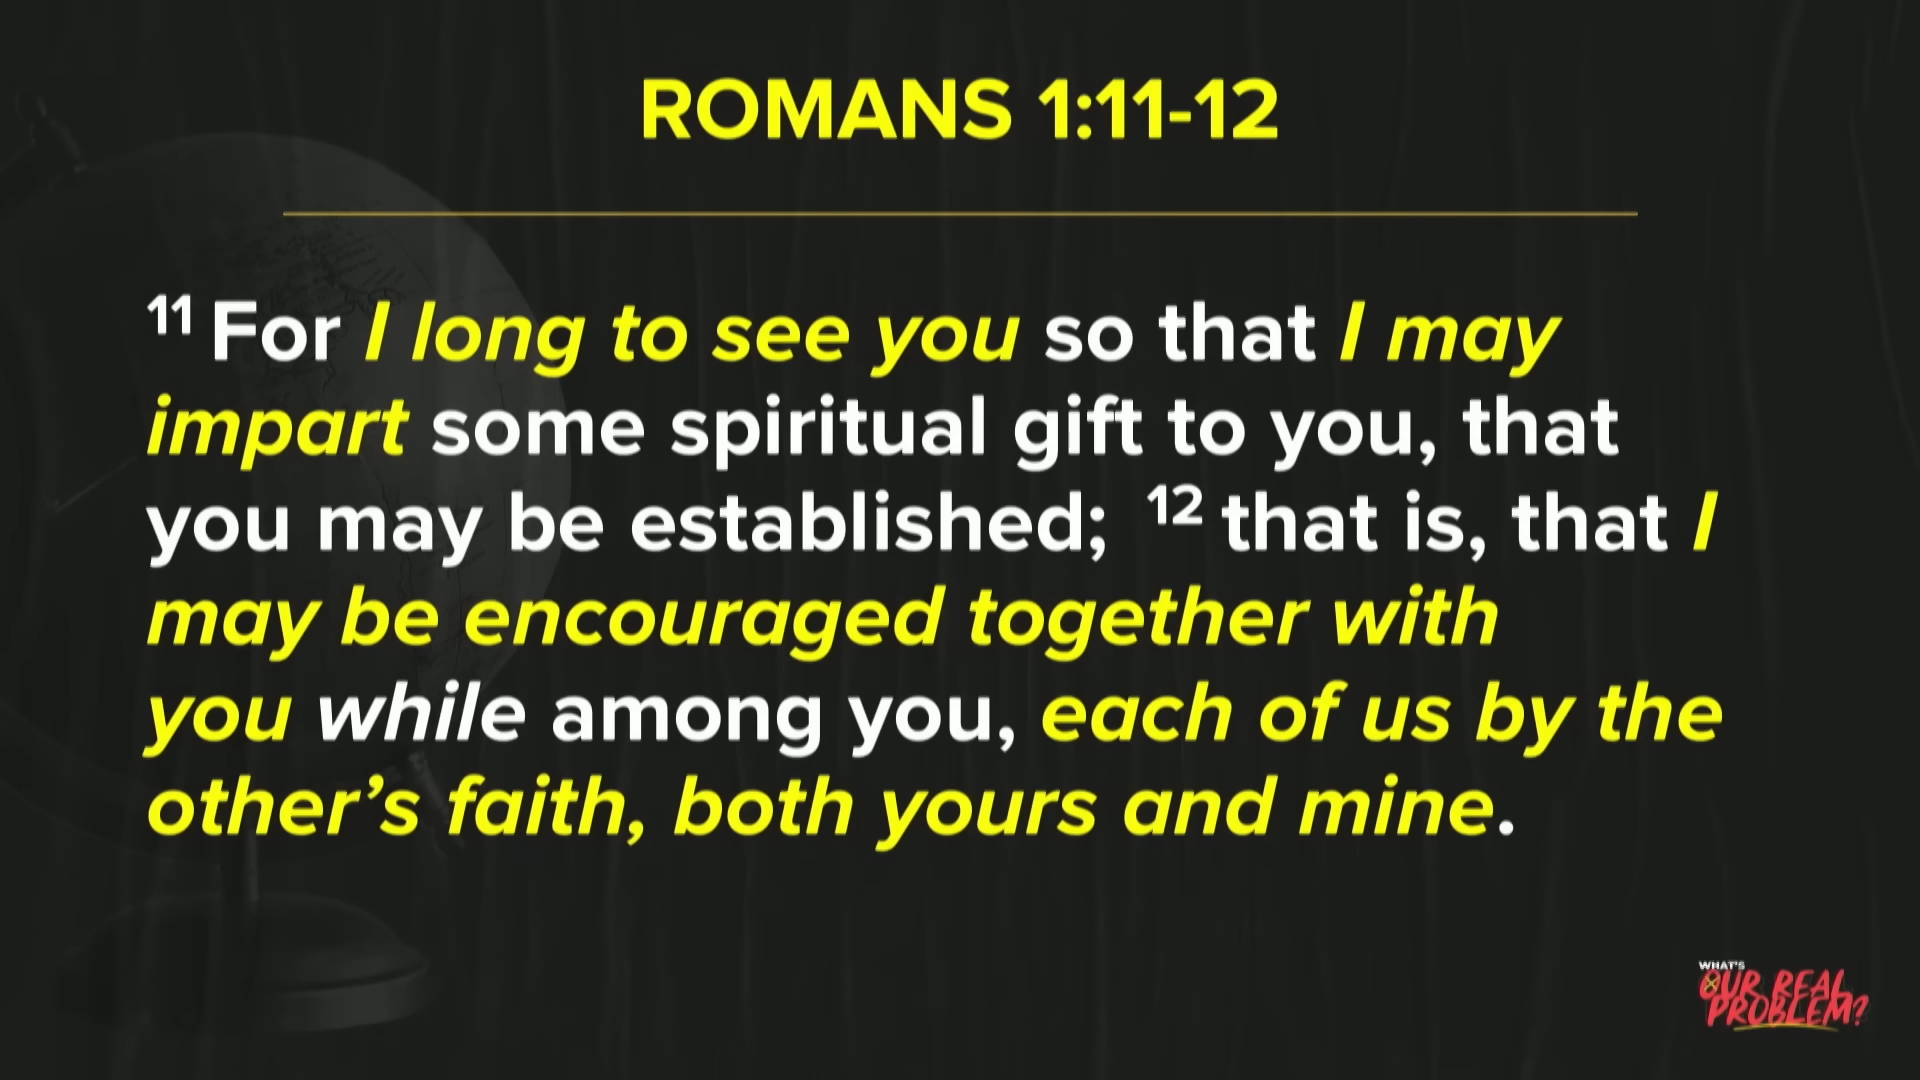 ROMANS 1:11-12
11 For I long to see you so that I may
impart some spiritual gift to you, that
you may be established; 12 that is, that I
may be encouraged together with
you while among you, each of us by the
other’s faith, both yours and mine.
WHAT'S
OUR REAL
PROBLEM?